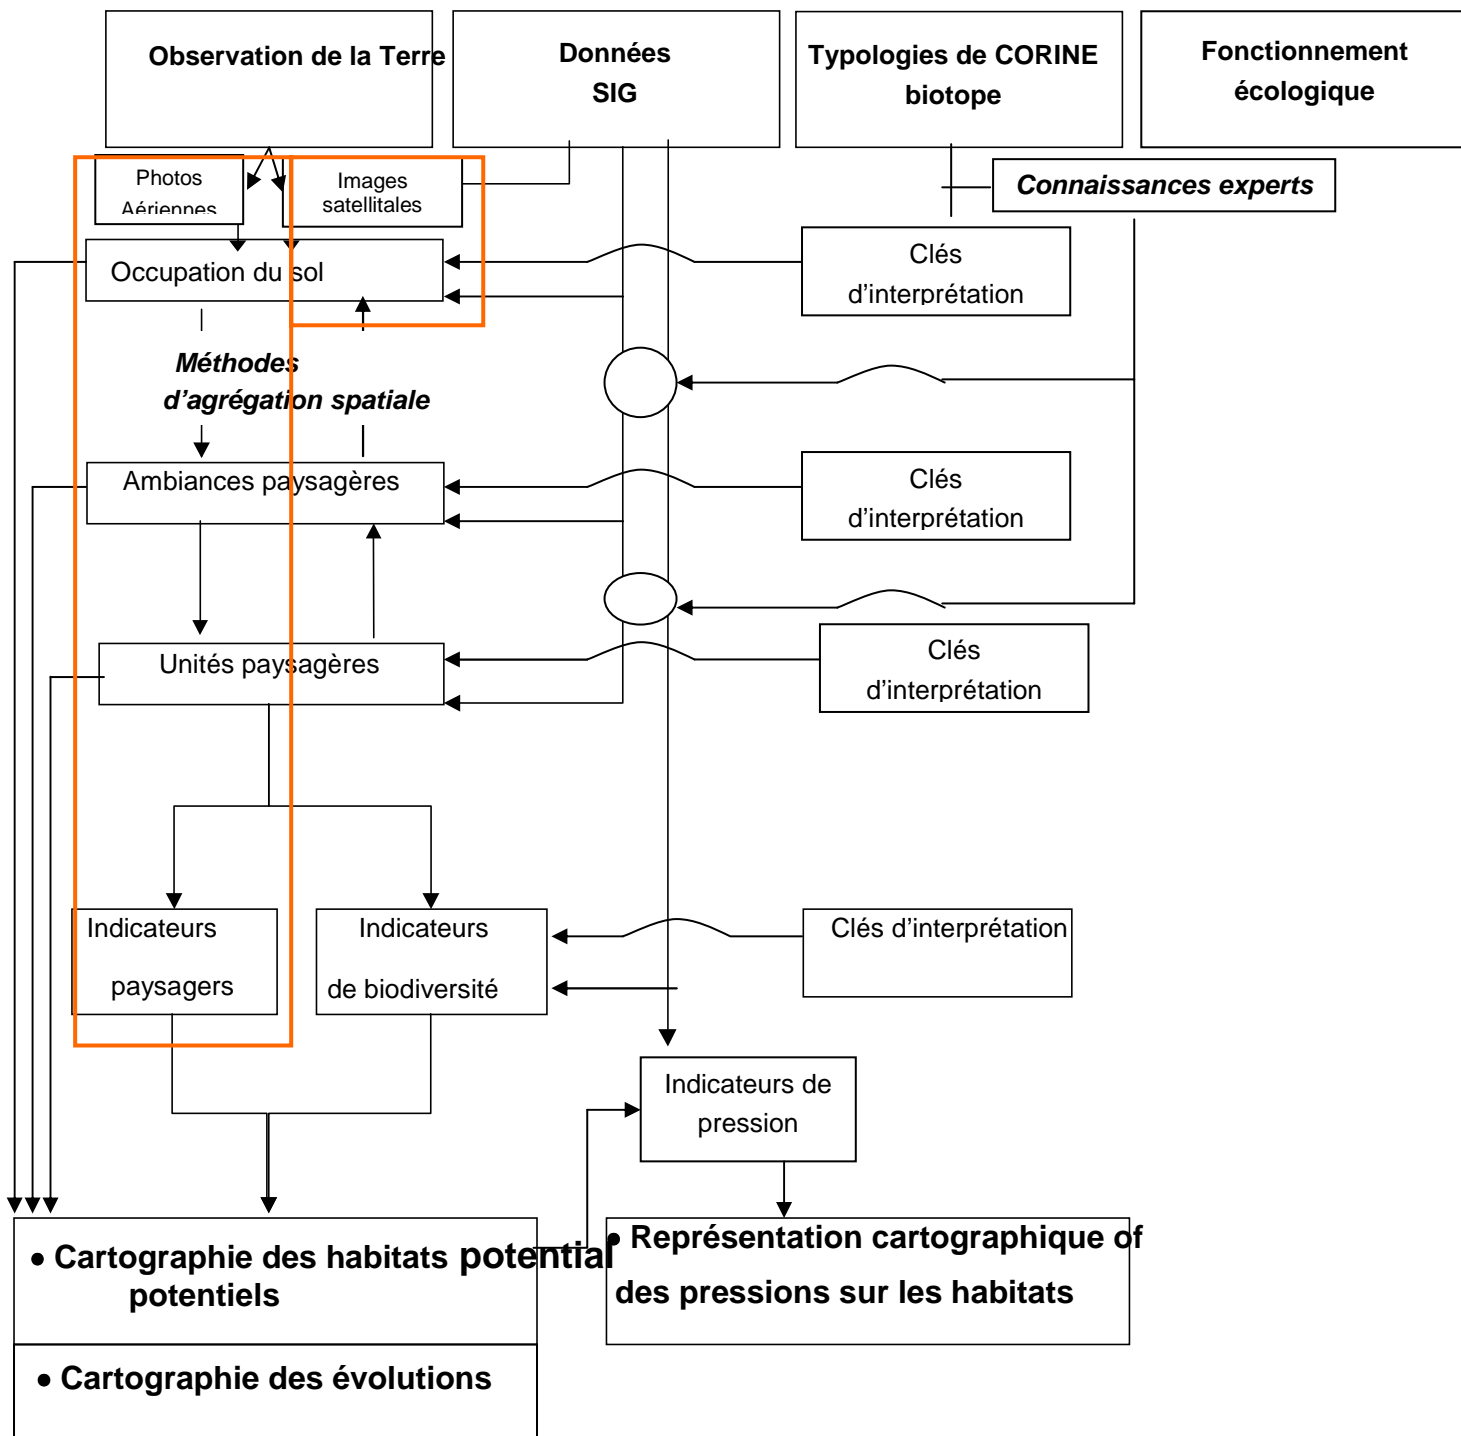 Observation de la Terre
Données
SIG
Typologies de CORINE
biotope
Fonctionnement
écologique
Photos
Aériennes
Images
satellitales
Connaissances experts
Occupation du sol
Clés
d’interprétation
Méthodes
d’agrégation spatiale
Ambiances paysagères
Clés
d’interprétation
Unités paysagères
Clés
d’interprétation
Indicateurs
paysagers
Indicateurs
de biodiversité
Clés d’interprétation
Indicateurs de
pression
• Cartographie des habitats potential
potentiels
• Représentation cartographique of
des pressions sur les habitats
• Cartographie des évolutions